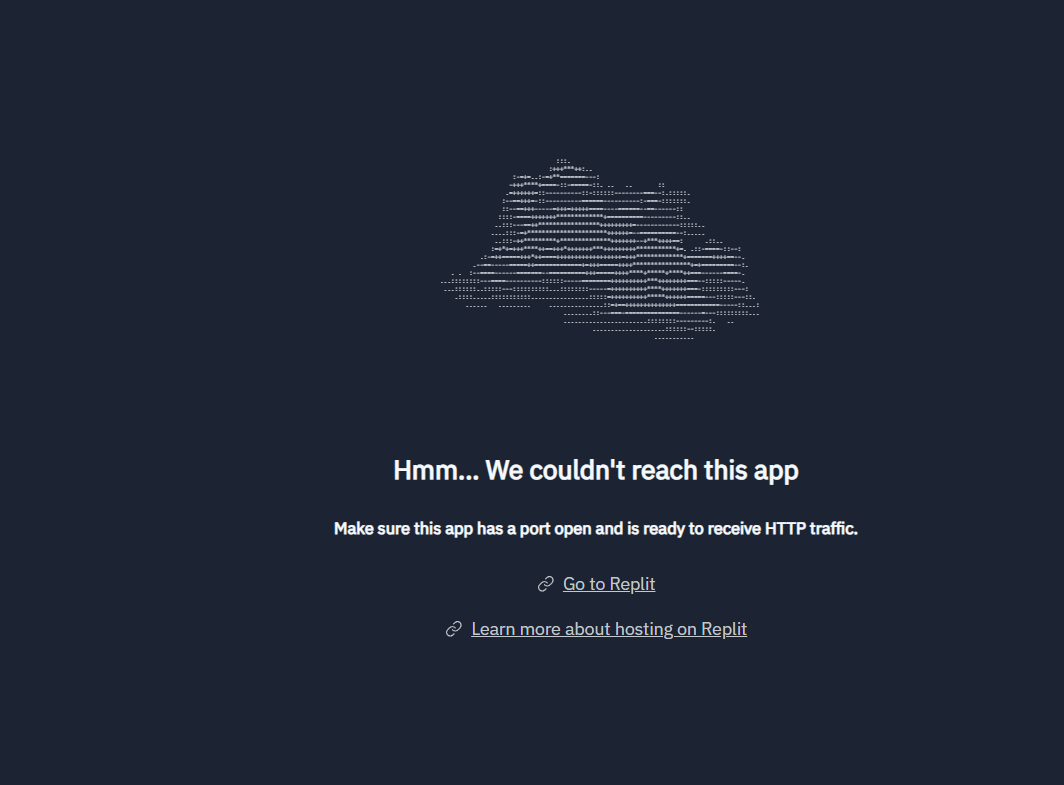 Hmm... We couldn't reach this app
Make sure this app has a port open and is ready to receive HTTP traffic.
Go to Replit
Learn more about hosting on Replit